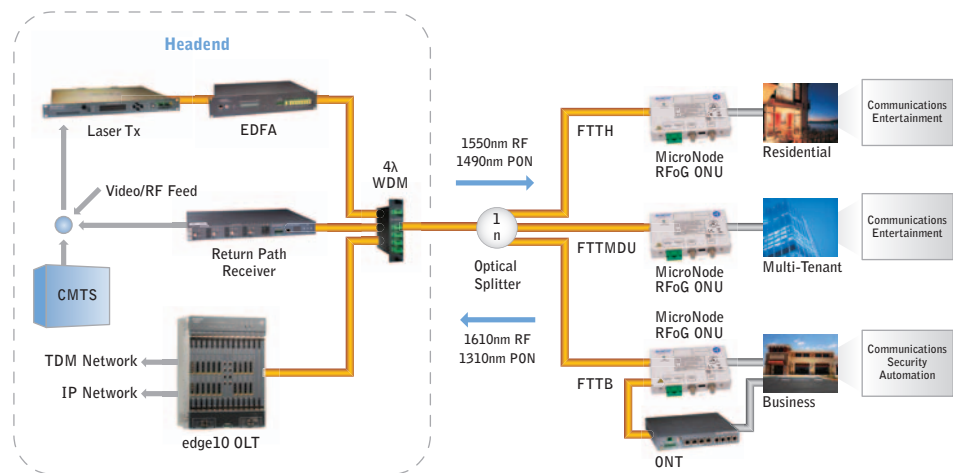 Headend
Laser Tx
EDFA
Video/RF Feed
4λ
WDM
Return Path
Receiver
CMTS
TDM Network
IP Network
edge10 OLT
1550nm RF
1490nm PON
1
n
Optical
Splitter
1610nm RF
1310nm PON
FTTH
MicroNode
RFoG ONU
Residential
Communications
Entertainment
FTTMDU
MicroNode
RFoG ONU
Multi-Tenant
Communications
Entertainment
MicroNode
RFoG ONU
FTTB
Business
Communications
Security
Automation
ONT